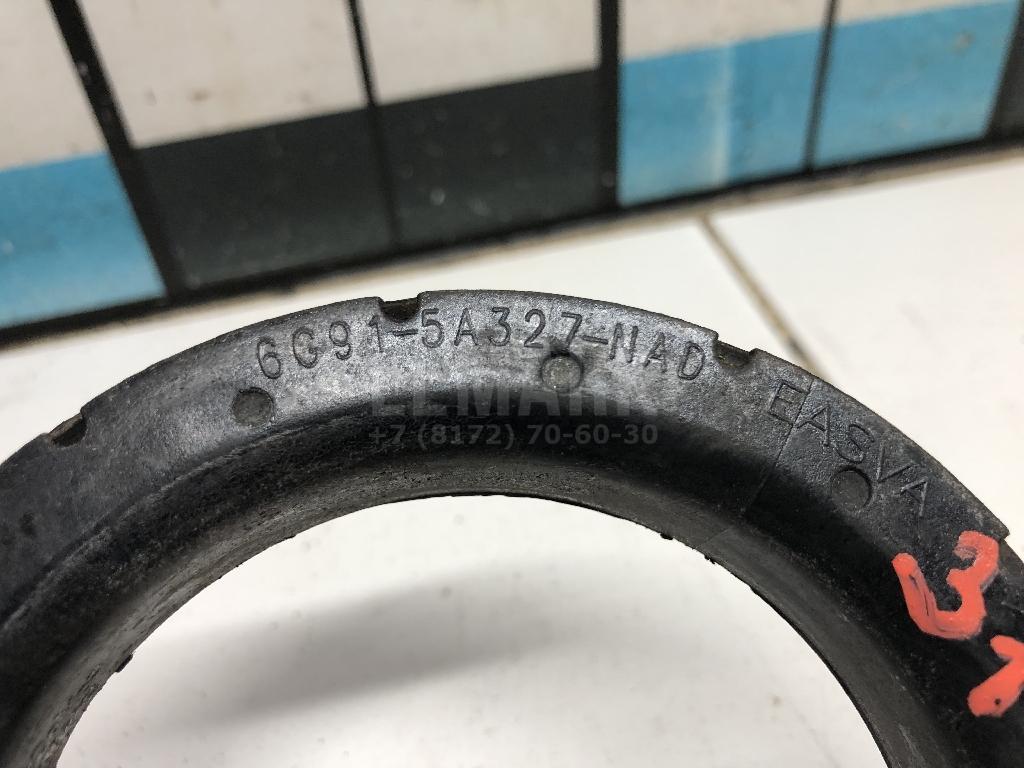 6G91-5A327-NAD
EASVA
+7 (8172) 70-60-30